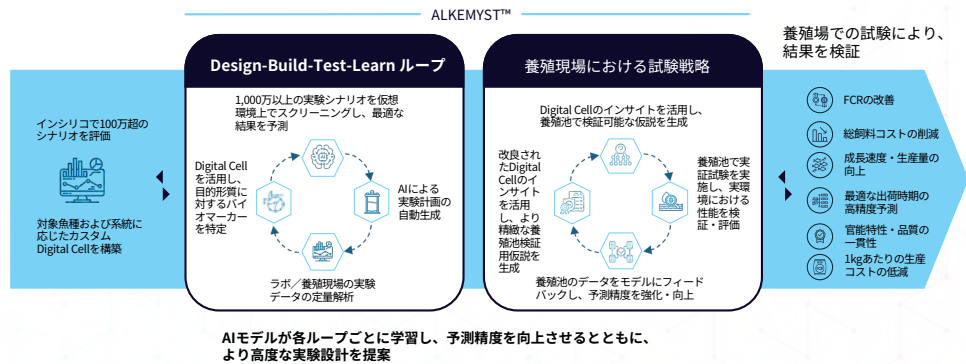 ALKEMYST™
インシリコで100万超の
シナリオを評価
対象魚種および系統に
応じたカスタム
Digital Cellを構築
Design-Build-Test-Learn ループ
1,000万以上の実験シナリオを仮想
環境上でスクリーニングし、最適な
結果を予測
Digital Cell
を活用し、
目的形質に
対するバイ
オマーカー
を特定
AIによる
実験計画の
自動生成
ラボ／養殖現場の実験
データの定量解析
養殖現場における試験戦略
Digital Cellのインサイトを活用し、
養殖池で検証可能な仮説を生成
改良され
たDigital
Cellのイ
ンサイト
を活用
し、より
精緻な養
殖池検証
用仮説を
生成
養殖池で実
証試験を実
施し、実環
境における
性能を検
証・評価
養殖池のデータをモデルにフィード
バックし、予測精度を強化・向上
養殖場での試験により、
結果を検証
FCRの改善
総飼料コストの削減
成長速度・生産量の
向上
最適な出荷時期の
高精度予測
官能特性・品質の
一貫性
1kgあたりの生産
コストの低減
AIモデルが各ループごとに学習し、予測精度を向上させるとともに、
より高度な実験設計を提案